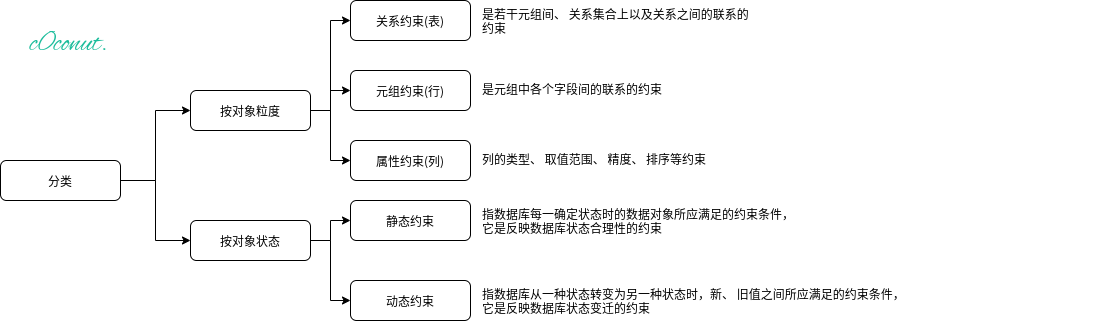 cOconut.
分类
按对象粒度
关系约束(表)
是若干元组间、 关系集合上以及关系之间的联系的
约束
元组约束(行)
是元组中各个字段间的联系的约束
属性约束(列)
列的类型、 取值范围、 精度、 排序等约束
按对象状态
静态约束
指数据库每一确定状态时的数据对象所应满足的约束条件，
它是反映数据库状态合理性的约束
动态约束
指数据库从一种状态转变为另一种状态时，新、 旧值之间所应满足的约束条件，
它是反映数据库状态变迁的约束